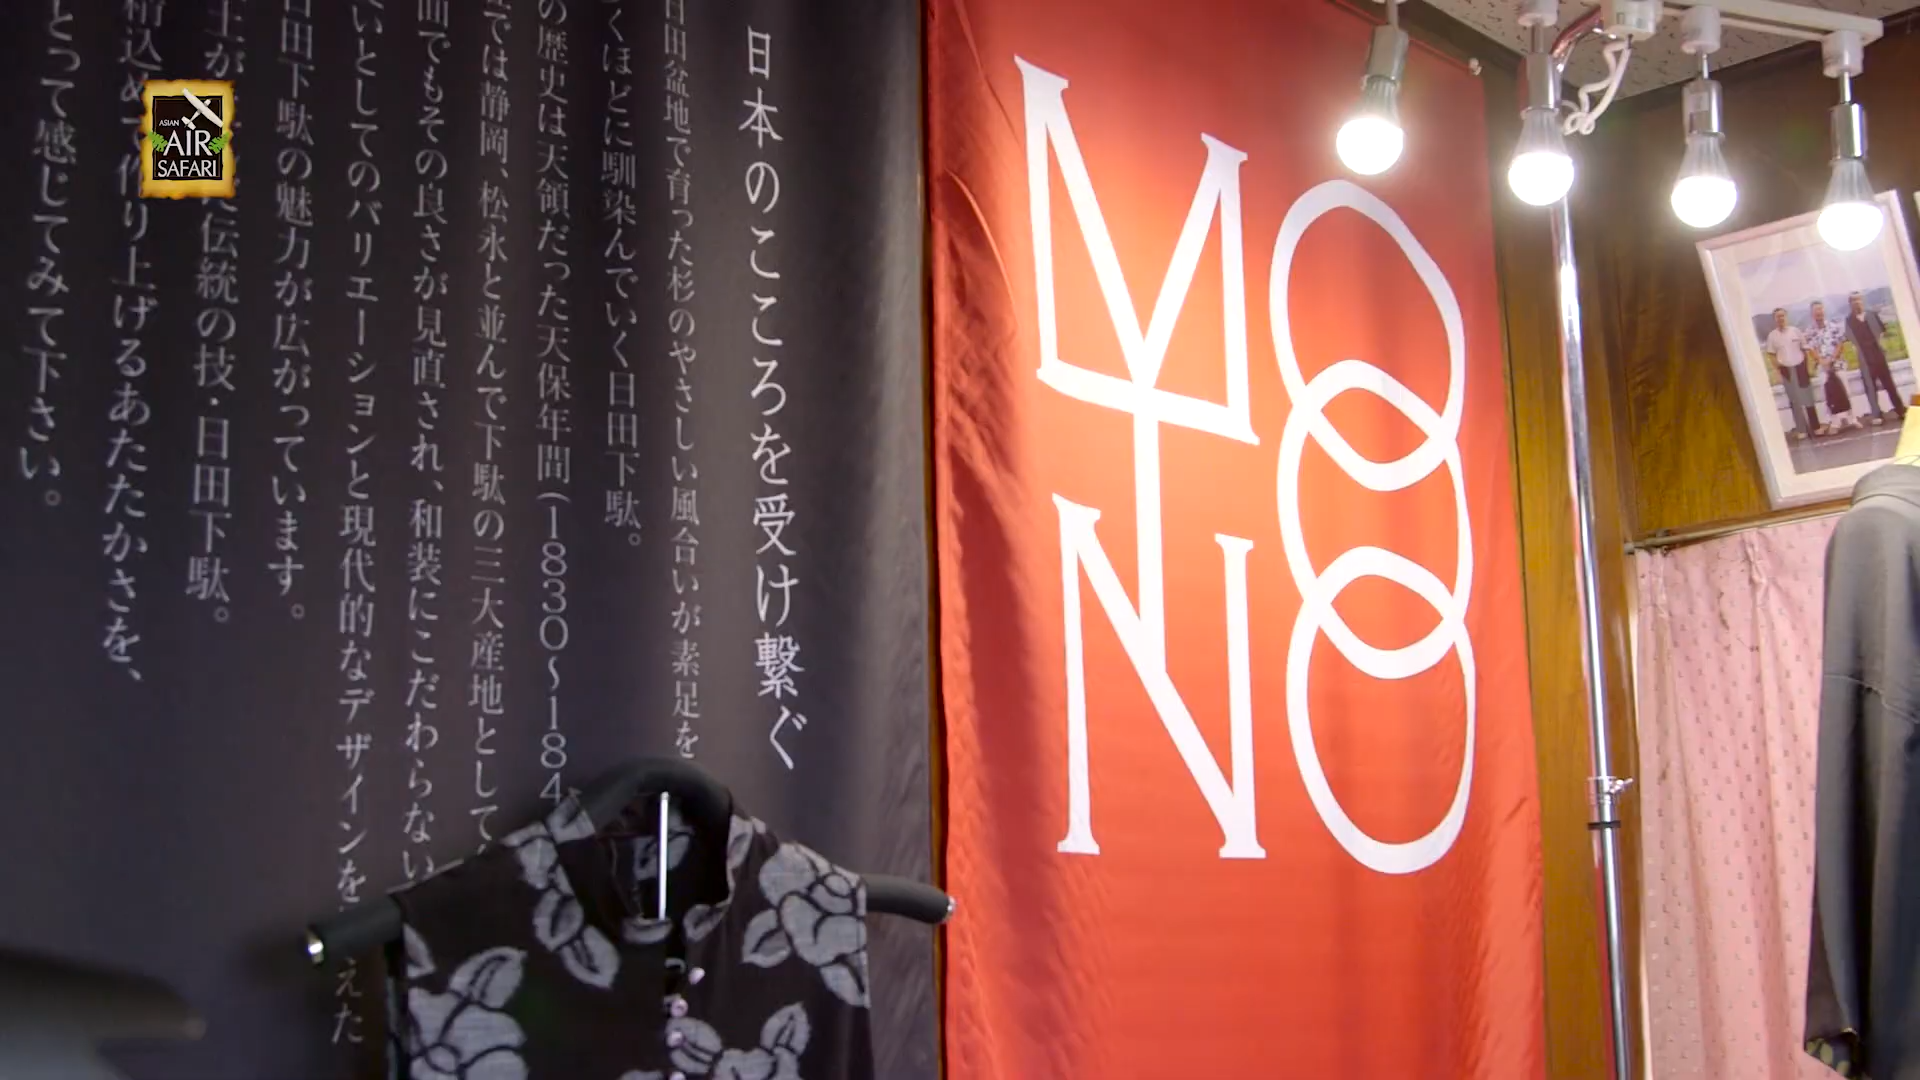 日本のこころを受け繋ぐ
日田盆地で育った杉のやさしい風合いが素足を
くほどに馴染んでいく日田下駄。
の歴史は天領だった天保年間(1830〜184
では静岡、松永と並んで下駄の三大産地として
面でもその良さが見直され、和装にこだわらない
いとしてのバリエーションと現代的なデザインを
えた
日田下駄の魅力が広がっています。
伝統の技・日田下駄。
作り上げるあたたかさを、
とって感じてみて下さい。
MO
O
NO
ASIAN
AIR
SAFARI